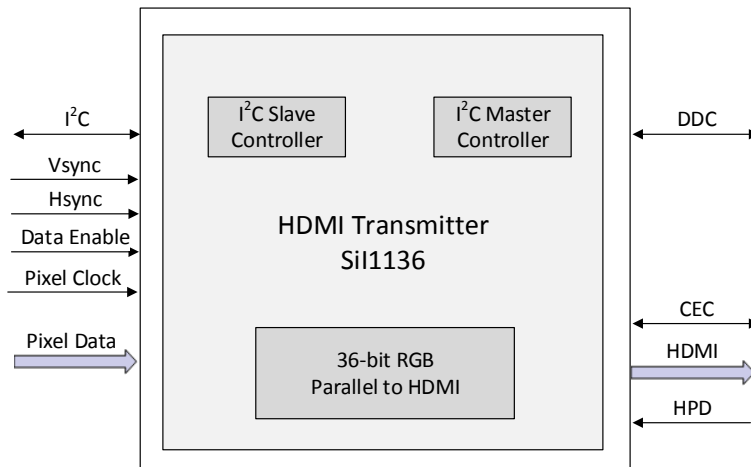 I²C
Vsync
Hsync
Data Enable
Pixel Clock
Pixel Data
I²C Slave
Controller
I²C Master
Controller
HDMI Transmitter
SiI1136
36-bit RGB
Parallel to HDMI
DDC
CEC
HDMI
HPD